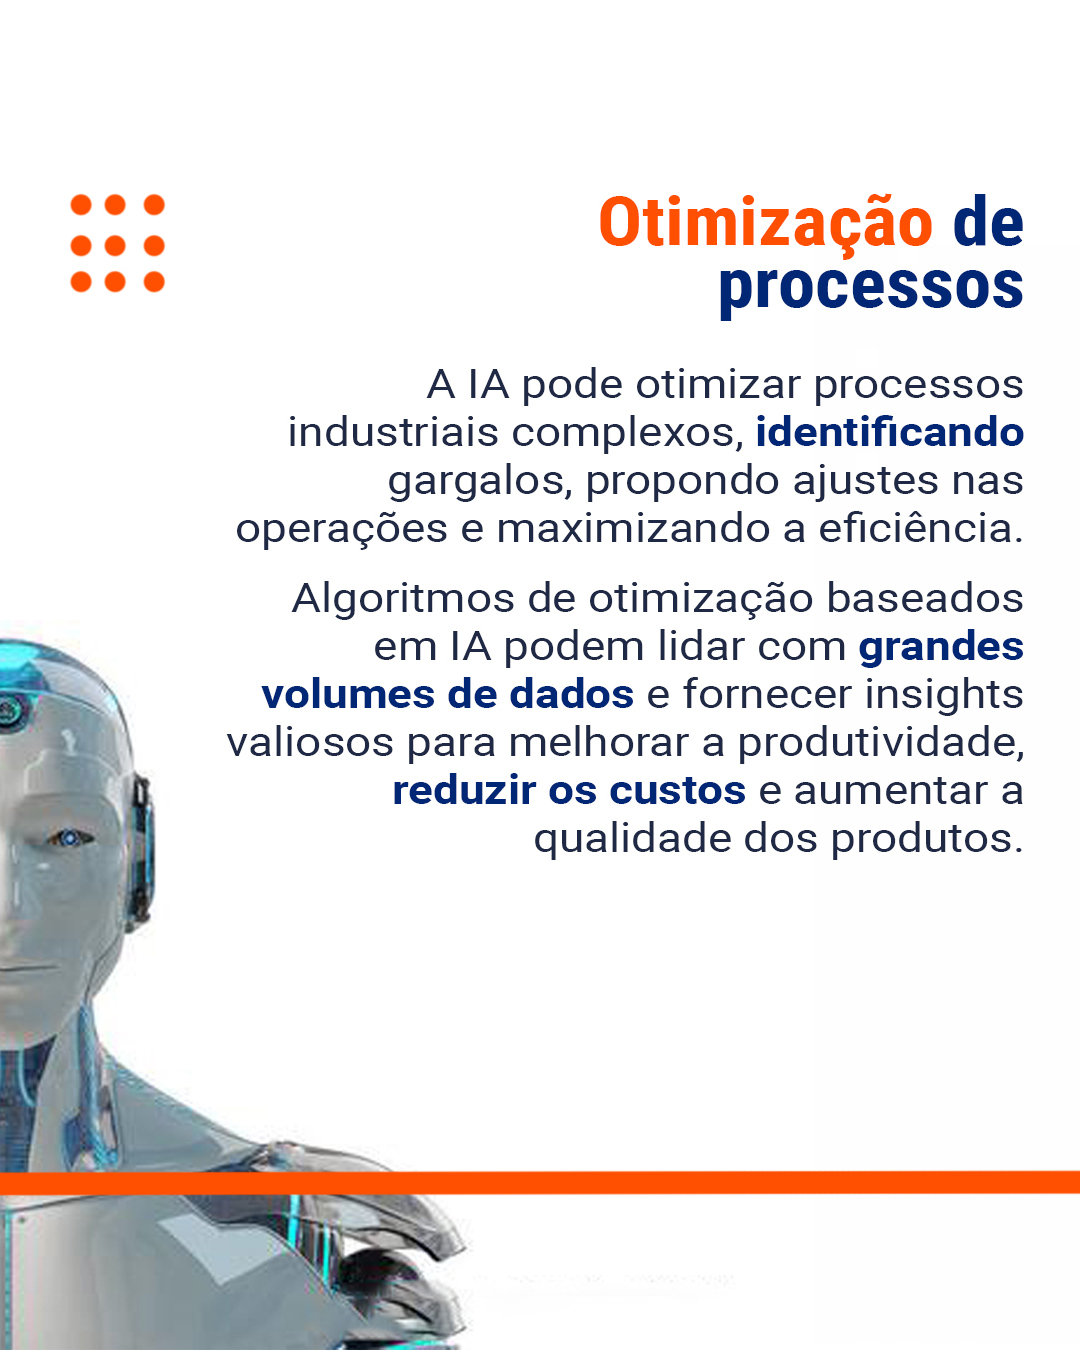 Otimização de
processos
A IA pode otimizar processos
industriais complexos, identificando
gargalos, propondo ajustes nas
operações e maximizando a eficiência.
Algoritmos de otimização baseados
em IA podem lidar com grandes
volumes de dados e fornecer insights
valiosos para melhorar a produtividade,
reduzir os custos e aumentar a
qualidade dos produtos.